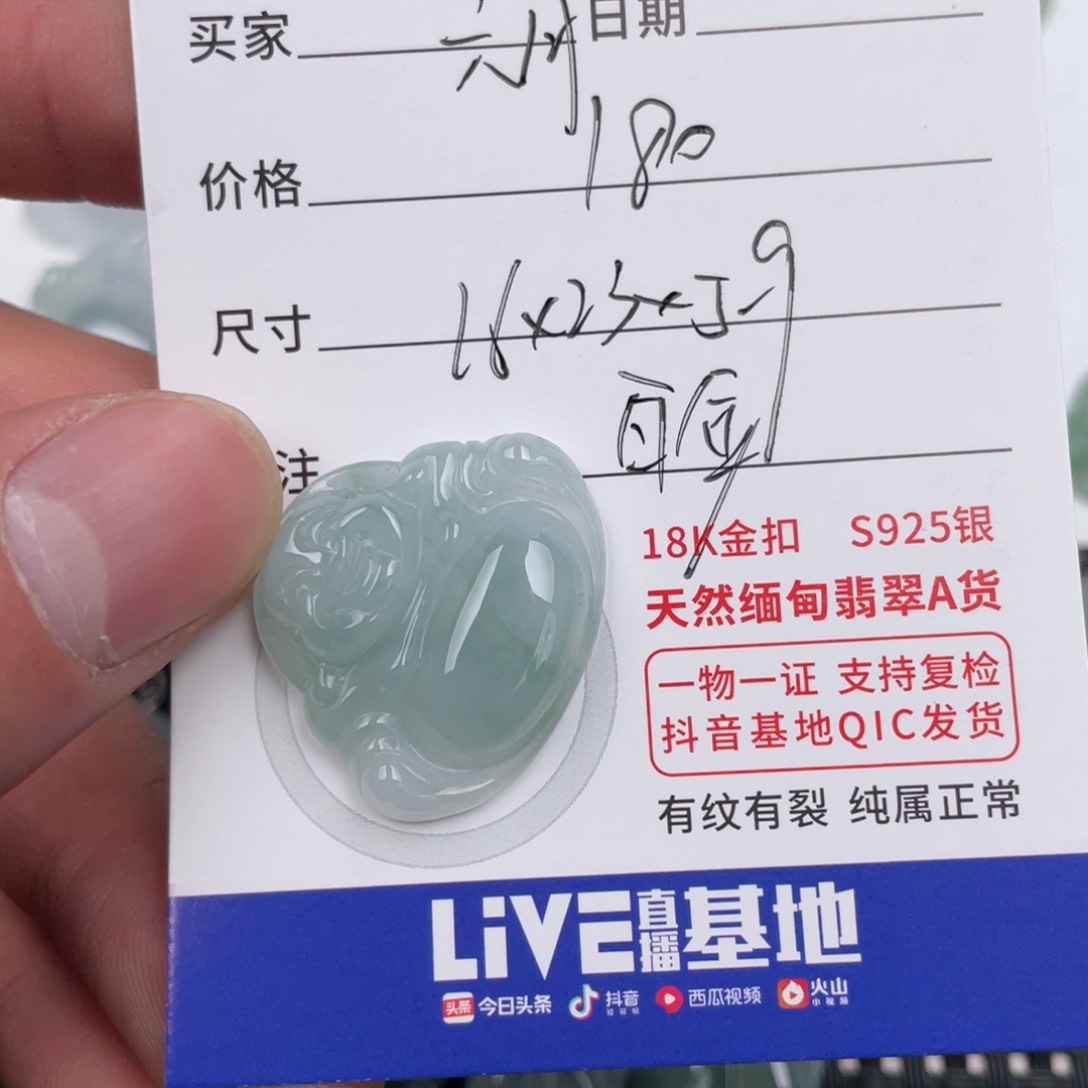 买家 日期
价格 180
尺寸
注
18K金扣 S925银
天然缅甸翡翠A货
一物一证 支持复检
抖音基地QIC发货
有纹有裂 纯属正常
LiVE直播基地
头条 今日头条 抖音 西瓜视频 火山